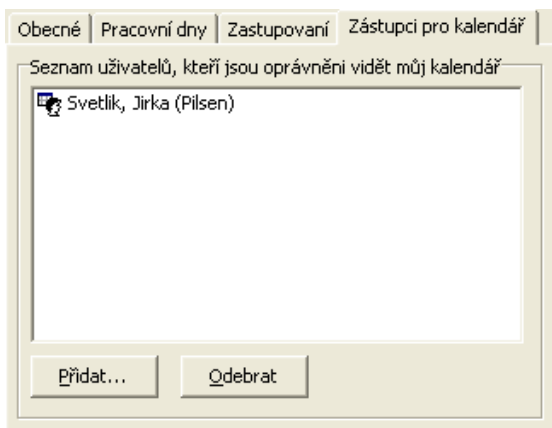 Obecné Pracovní dny Zastupovaní Zástupci pro kalendář
Seznam uživatelů, kteří jsou oprávněni vidět můj kalendář
Svetlik, Jirka (Pilsen)
Přidat... Odebrat